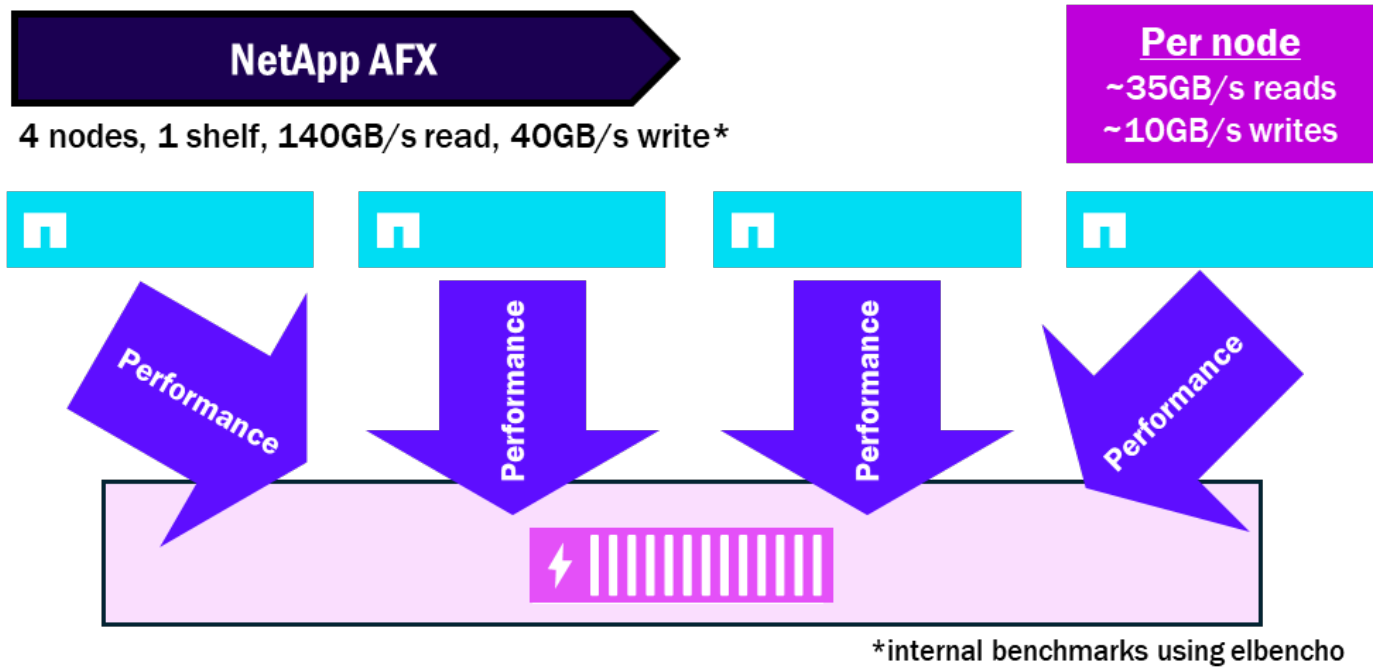 NetApp AFX
Per node
~35GB/s reads
~10GB/s writes
4 nodes, 1 shelf, 140GB/s read, 40GB/s write*
Performance
Performance
Performance
Performance
*internal benchmarks using elbencho